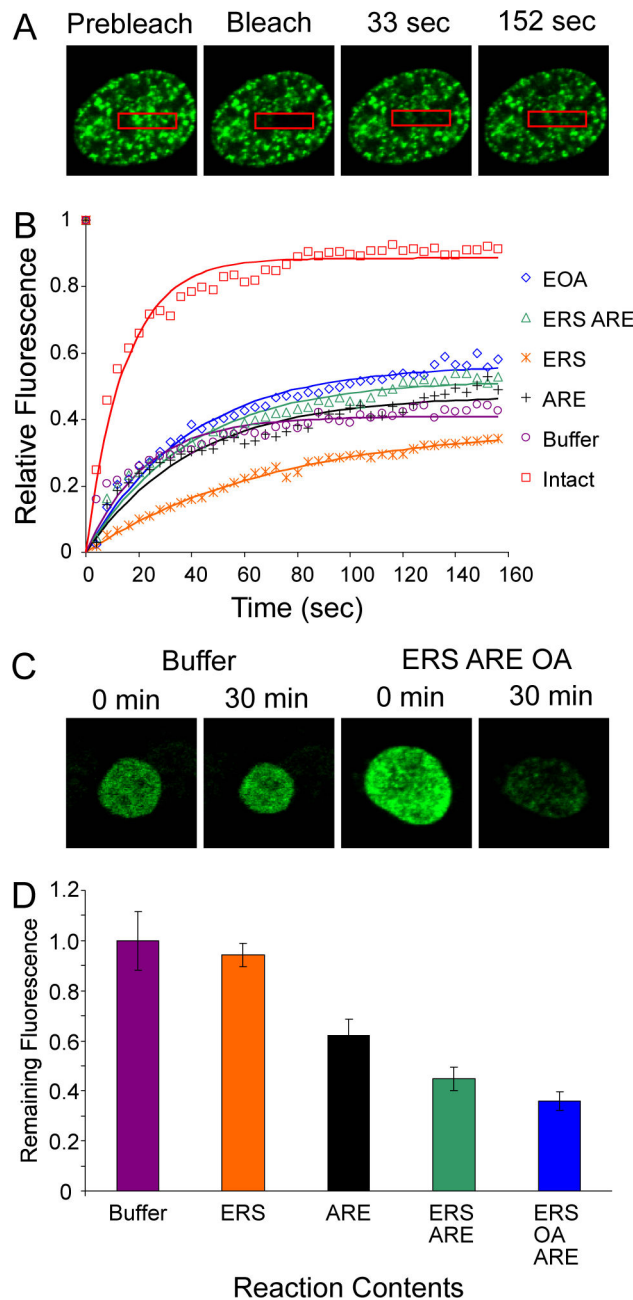 A
Prebleach Bleach 33 sec 152 sec
B
Relative Fluorescence
1
0.8
0.6
0.4
0.2
0
0 20 40 60 80 100 120 140 160
Time (sec)
EOA
ERS ARE
ERS
ARE
Buffer
Intact
C
Buffer ERS ARE OA
0 min 30 min 0 min 30 min
D
Remaining Fluorescence
1.2
1.0
0.8
0.6
0.4
0.2
0
Buffer ERS ARE ERS ERS
ARE OA
ARE
Reaction Contents